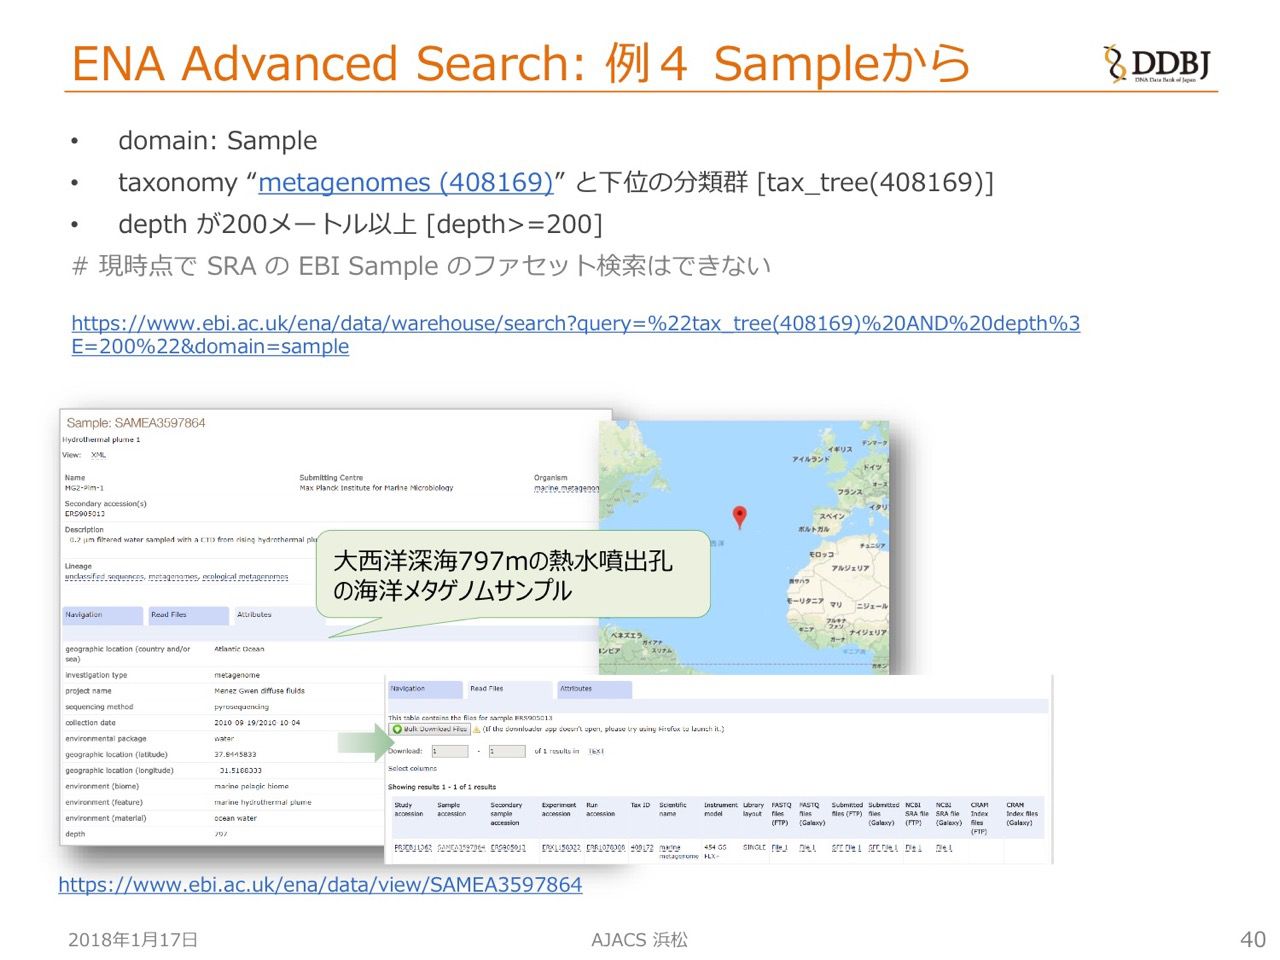 ENA Advanced Search: 例４ Sampleから
DDBJ
DNA Data Bank of Japan
• domain: Sample
• taxonomy “metagenomes (408169)” と下位の分類群 [tax_tree(408169)]
• depth が200メートル以上 [depth>=200]
# 現時点で SRA の EBI Sample のファセット検索はできない
https://www.ebi.ac.uk/ena/data/warehouse/search?query=%22tax_tree(408169)%20AND%20depth%3
E=200%22&domain=sample
Sample: SAMEA3597864
Hydrothermal plume 1
View: XML
Name Submitting Centre Organism
MG2-Plm-1 Max Planck Institute for Marine Microbiology marine metagenon
Secondary accession(s)
ERS905013
Description
0.2 µm filtered water sampled with a CTD from rising hydrothermal plu
Lineage
unclassified sequences, metagenomes, ecological metagenomes
Navigation Read Files Attributes
geographic location (country and/or Atlantic Ocean
sea)
investigation type metagenome
project name Menez Gwen diffuse fluids
sequencing method pyrosequencing
collection date 2010-09-19/2010-10-04
environmental package water
geographic location (latitude) 37.8445833
geographic location (longitude) -31.5188333
environment (biome) marine pelagic biome
environment (feature) marine hydrothermal plume
environment (material) ocean water
depth 797
大西洋深海797mの熱水噴出孔
の海洋メタゲノムサンプル
イギリス
デンマーク
アイルランド
ドイツ
フランス
イタリ
スペイン
ポルトガル
チュニジア
モロッコ
アルジェリア
西サハラ
モーリタニア
マリ
ニジェール
ブルキナ
ファソ
ギニア
ガーナ
ナイジェリア
ギニア湾
ガボン
ベネズエラ
ガイアナ
スリナム
ンビア
西洋
Navigation Read Files Attributes
This table contains the files for sample ERS905013
Bulk Download Files (If the downloader app doesn't open, please try using Firefox to launch it.)
Download: 1 - 1 of 1 results in TEXT
Select columns
Showing results 1 - 1 of 1 results
Study accession Sample accession Secondary sample accession Experiment accession Run accession Tax ID Scientific name Instrument model Library layout FASTQ files (FTP) FASTQ files (Galaxy) Submitted files (FTP) Submitted files (Galaxy) NCBI SRA file (FTP) NCBI SRA file (Galaxy) CRAM Index files (FTP) CRAM Index files (Galaxy)
SAMEA3597864 ERS905013 408172 marine metagenome 454 GS FLX+ SINGLE File 1 File 1 SFF File 1 SFF File 1 File 1 File 1
https://www.ebi.ac.uk/ena/data/view/SAMEA3597864
2018年1月17日
AJACS 浜松
40